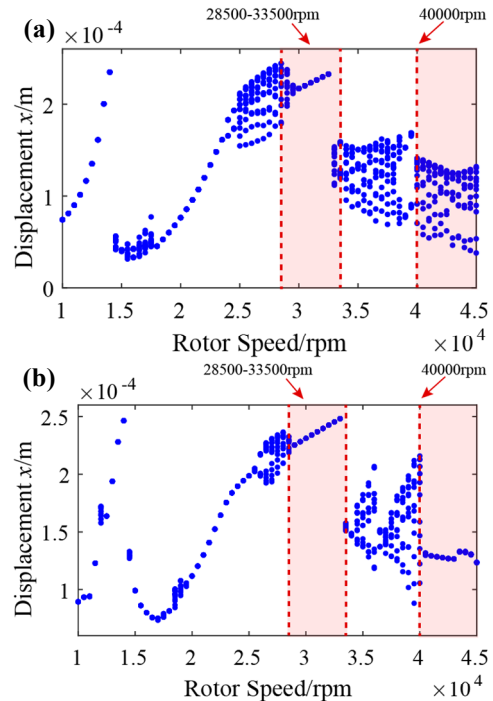 28500-33500rpm
40000rpm
(a)
× 10⁻⁴
2
1
0
Displacement x/m
1
1.5
2
2.5
3
3.5
4
4.5
Rotor Speed/rpm
× 10⁴
28500-33500rpm
40000rpm
(b)
× 10⁻⁴
2.5
2
1.5
1
Displacement x/m
1
1.5
2
2.5
3
3.5
4
4.5
Rotor Speed/rpm
× 10⁴